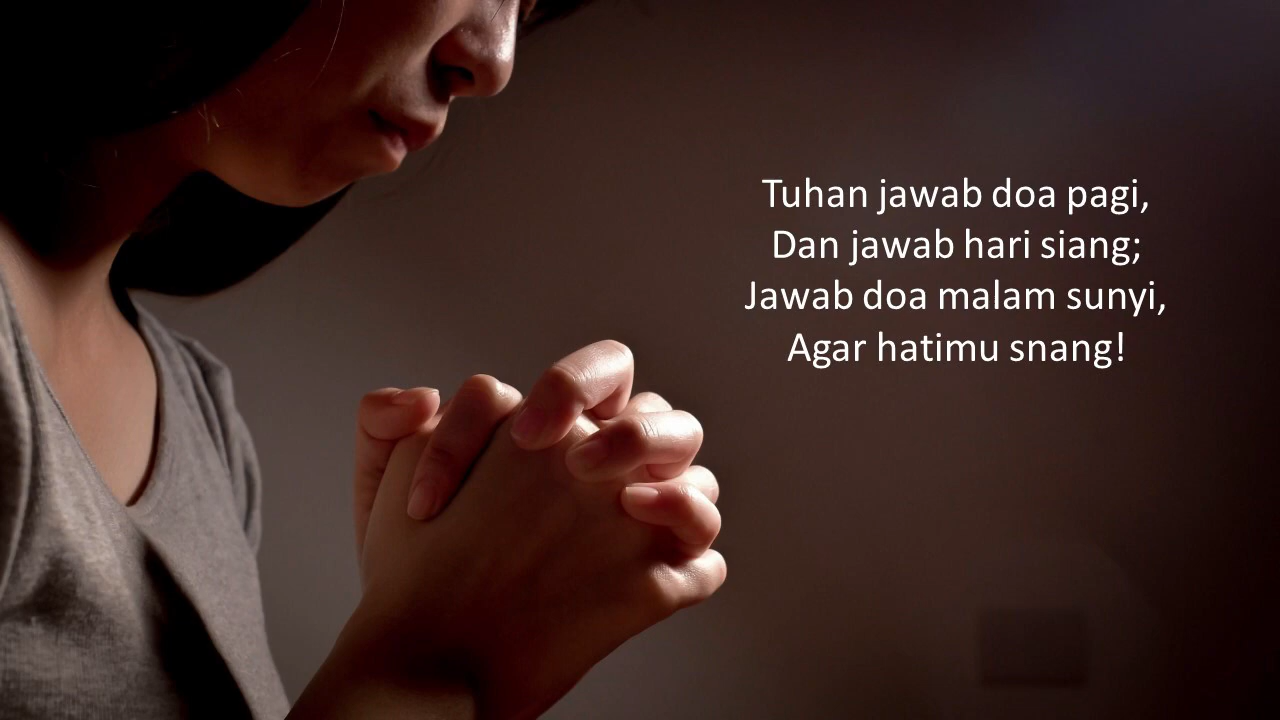 Tuhan jawab doa pagi,
Dan jawab hari siang;
Jawab doa malam sunyi,
Agar hatimu snang!